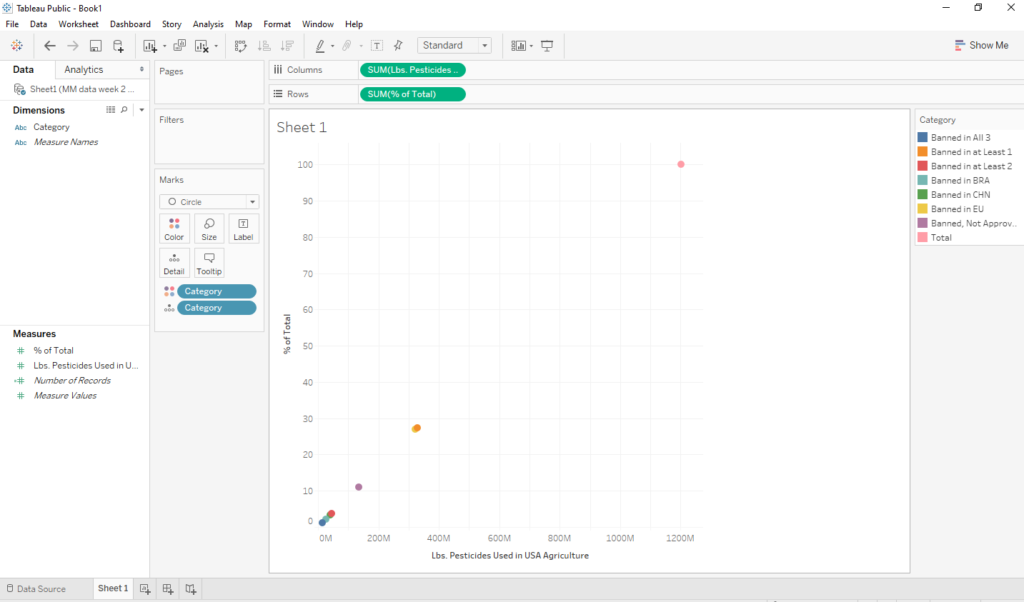 Tableau Public - Book1
File Data Worksheet Dashboard Story Analysis Map Format Window Help
Standard
Show Me
Data Analytics
Sheet1 (MM data week 2 ...
Dimensions
Abc Category
Abc Measure Names
Measures
% of Total
Lbs. Pesticides Used in U...
Number of Records
Measure Values
Pages
Filters
Marks
Circle
Color Size Label
Detail Tooltip
Category
Category
Columns SUM(Lbs. Pesticides ..
Rows SUM(% of Total)
Sheet 1
% of Total
100
90
80
70
60
50
40
30
20
10
0
0M 200M 400M 600M 800M 1000M 1200M
Lbs. Pesticides Used in USA Agriculture
Category
Banned in All 3
Banned in at Least 1
Banned in at Least 2
Banned in BRA
Banned in CHN
Banned in EU
Banned, Not Approv..
Total
Data Source Sheet 1